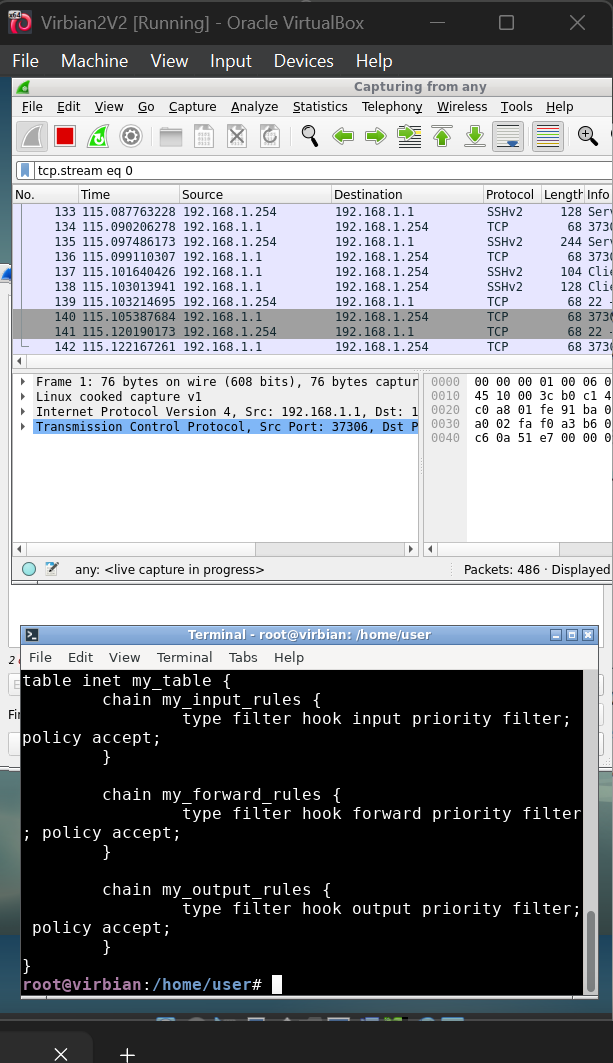 Virbian2V2 [Running] - Oracle VirtualBox
File Machine View Input Devices Help
Capturing from any
File Edit View Go Capture Analyze Statistics Telephony Wireless Tools Help
tcp.stream eq 0
No. Time Source Destination Protocol Length Info
133 115.087763228 192.168.1.254 192.168.1.1 SSHv2 128 Serv
134 115.090206278 192.168.1.1 192.168.1.254 TCP 68 3730
135 115.097486173 192.168.1.254 192.168.1.1 SSHv2 244 Serv
136 115.099110307 192.168.1.1 192.168.1.254 TCP 68 3730
137 115.101640426 192.168.1.1 192.168.1.254 SSHv2 104 Clie
138 115.103013941 192.168.1.1 192.168.1.254 SSHv2 128 Clie
139 115.103214695 192.168.1.254 192.168.1.1 TCP 68 22
140 115.105387684 192.168.1.1 192.168.1.254 TCP 68 3730
141 115.120190173 192.168.1.254 192.168.1.1 TCP 68 22
142 115.122167261 192.168.1.1 192.168.1.254 TCP 68 3730
Frame 1: 76 bytes on wire (608 bits), 76 bytes captur
Linux cooked capture v1
Internet Protocol Version 4, Src: 192.168.1.1, Dst: 1
Transmission Control Protocol, Src Port: 37306, Dst P
0000 00 00 00 01 00 06 0
0010 45 10 00 3c b0 c1 4
0020 c0 a8 01 fe 91 ba 0
0030 a0 02 fa f0 a3 b6 0
0040 c6 0a 51 e7 00 00 0
any: <live capture in progress>
Packets: 486 · Displayed
Terminal - root@virbian: /home/user
File Edit View Terminal Tabs Help
table inet my_table {
chain my_input_rules {
type filter hook input priority filter;
policy accept;
}
chain my_forward_rules {
type filter hook forward priority filter
; policy accept;
}
chain my_output_rules {
type filter hook output priority filter;
policy accept;
}
}
root@virbian:/home/user#